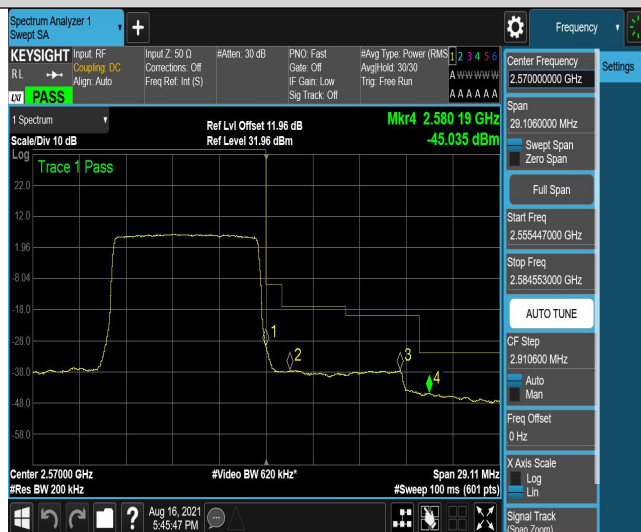 Spectrum Analyzer 1
Swept SA
+
Frequency
KEYSIGHT
RL
LXI
PASS
Input: RF
Coupling: DC
Align: Auto
Input Z: 50 Ω
Corrections: Off
Freq Ref: Int (S)
#Atten: 30 dB
PNO: Fast
Gate: Off
IF Gain: Low
Sig Track: Off
#Avg Type: Power (RMS
Avg|Hold: 30/30
Trig: Free Run
1 2 3 4 5 6
A W W W W W
A A A A A A
1 Spectrum
Scale/Div 10 dB
Ref Lvl Offset 11.96 dB
Ref Level 31.96 dBm
Mkr4 2.580 19 GHz
-45.035 dBm
Log
Trace 1 Pass
22.0
12.0
1.96
-8.04
-18.0
-28.0
-38.0
-48.0
-58.0
1
2
3
4
Center 2.57000 GHz
#Res BW 200 kHz
#Video BW 620 kHz*
Span 29.11 MHz
#Sweep 100 ms (601 pts)
?
Aug 16, 2021
5:45:47 PM
Center Frequency
2.570000000 GHz
Span
29.1060000 MHz
Swept Span
Zero Span
Full Span
Start Freq
2.555447000 GHz
Stop Freq
2.584553000 GHz
AUTO TUNE
CF Step
2.910600 MHz
Auto
Man
Freq Offset
0 Hz
X Axis Scale
Log
Lin
Signal Track
(Span Zoom)
Settings